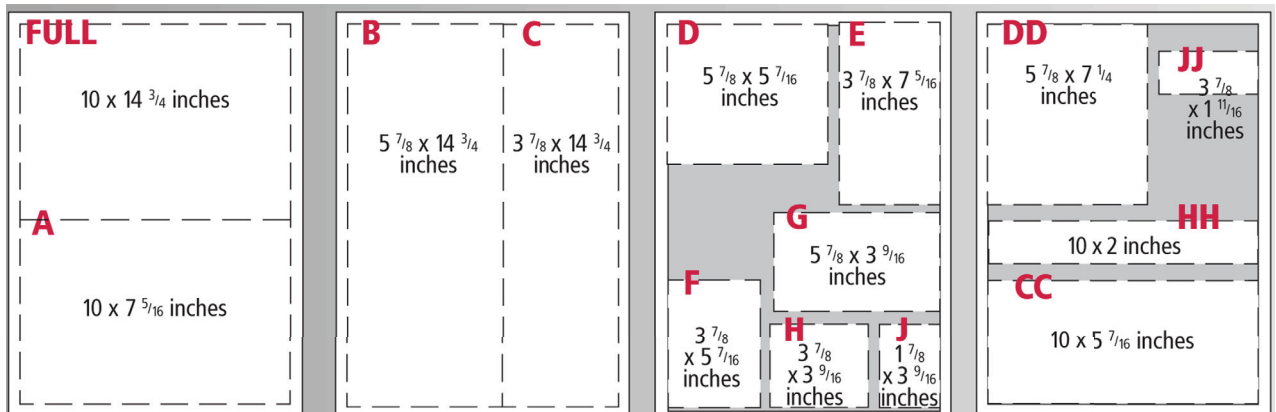 FULL
10 x 14 3/4 inches
A
10 x 7 5/16 inches
B
5 7/8 x 14 3/4
inches
C
3 7/8 x 14 3/4
inches
D
5 7/8 x 5 7/16
inches
E
3 7/8 x 7 5/16
inches
G
5 7/8 x 3 9/16
inches
F
3 7/8
x 5 7/16
inches
H
3 7/8
x 3 9/16
inches
J
1 7/8
x 3 9/16
inches
DD
5 7/8 x 7 1/4
inches
JJ
3 7/8
x 1 11/16
inches
HH
10 x 2 inches
CC
10 x 5 7/16 inches